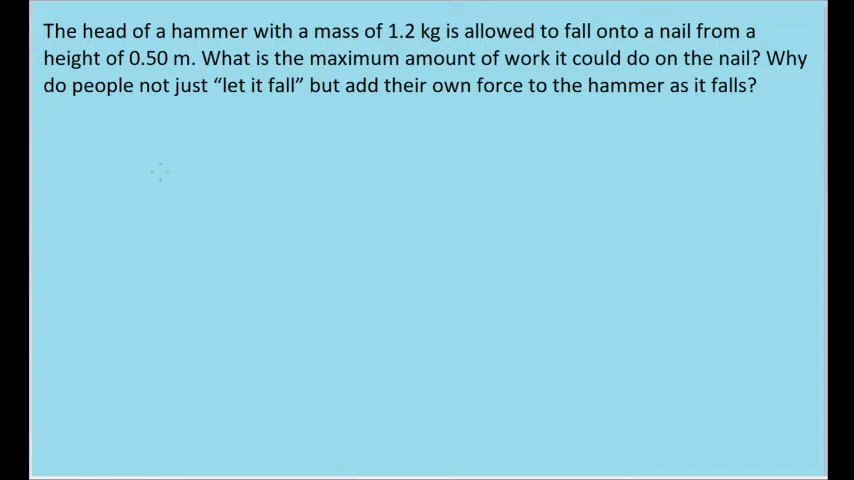 The head of a hammer with a mass of 1.2 kg is allowed to fall onto a nail from a
height of 0.50 m. What is the maximum amount of work it could do on the nail? Why
do people not just “let it fall” but add their own force to the hammer as it falls?